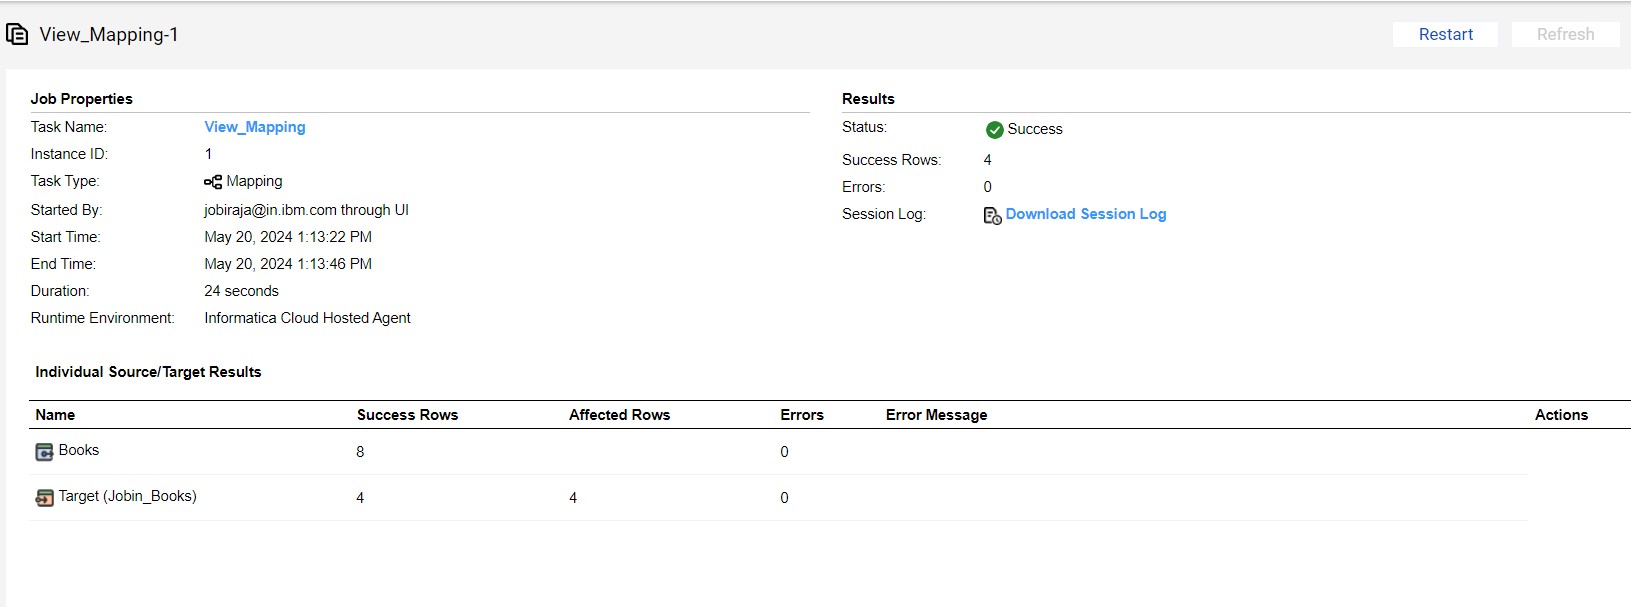 View_Mapping-1
Restart
Refresh
Job Properties
Task Name: View_Mapping
Instance ID: 1
Task Type: Mapping
Started By: jobiraja@in.ibm.com through UI
Start Time: May 20, 2024 1:13:22 PM
End Time: May 20, 2024 1:13:46 PM
Duration: 24 seconds
Runtime Environment: Informatica Cloud Hosted Agent
Results
Status: Success
Success Rows: 4
Errors: 0
Session Log: Download Session Log
Individual Source/Target Results
Name Success Rows Affected Rows Errors Error Message Actions
Books 8 0
Target (Jobin_Books) 4 4 0